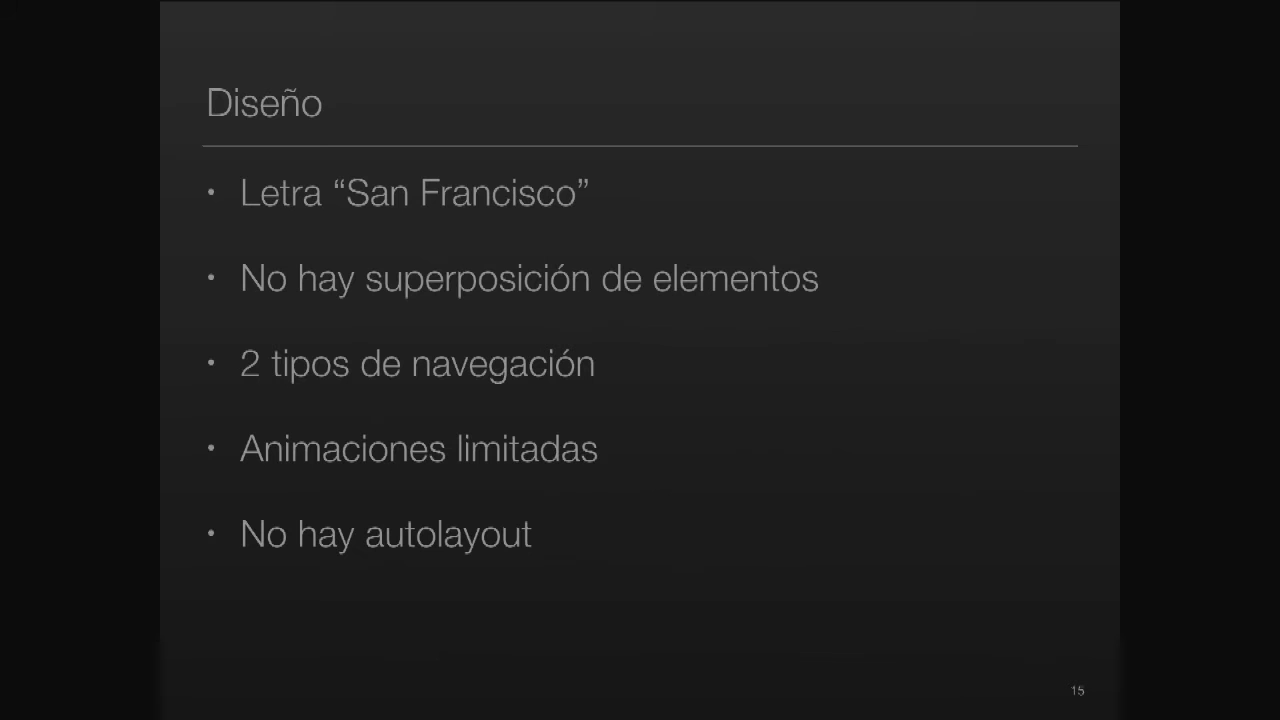 Diseño
• Letra “San Francisco”
• No hay superposición de elementos
• 2 tipos de navegación
• Animaciones limitadas
• No hay autolayout
15